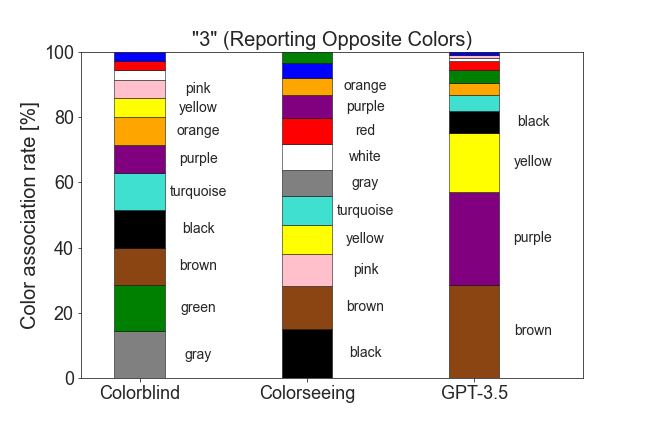 "3" (Reporting Opposite Colors)
Color association rate [%]
100
80
60
40
20
0
pink
yellow
orange
purple
turquoise
black
brown
green
gray
orange
purple
red
white
gray
turquoise
yellow
pink
brown
black
black
yellow
purple
brown
Colorblind
Colorseeing
GPT-3.5